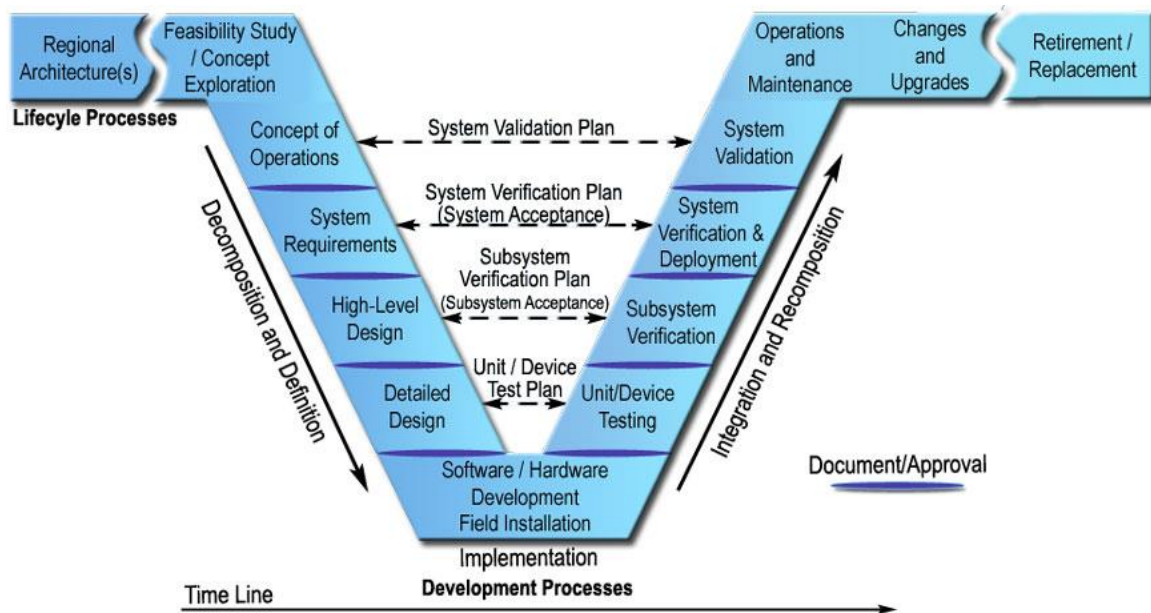 Regional
Architecture(s)
Feasibility Study
/ Concept
Exploration
Operations
and
Maintenance
Changes
and
Upgrades
Retirement /
Replacement
Lifecyle Processes
Concept of
Operations
System Validation Plan
System
Validation
System
Requirements
System Verification Plan
(System Acceptance)
System
Verification &
Deployment
High-Level
Design
Subsystem
Verification Plan
(Subsystem Acceptance)
Subsystem
Verification
Detailed
Design
Unit / Device
Test Plan
Unit/Device
Testing
Decomposition and Definition
Integration and Recomposition
Software / Hardware
Development
Field Installation
Document/Approval
Implementation
Development Processes
Time Line